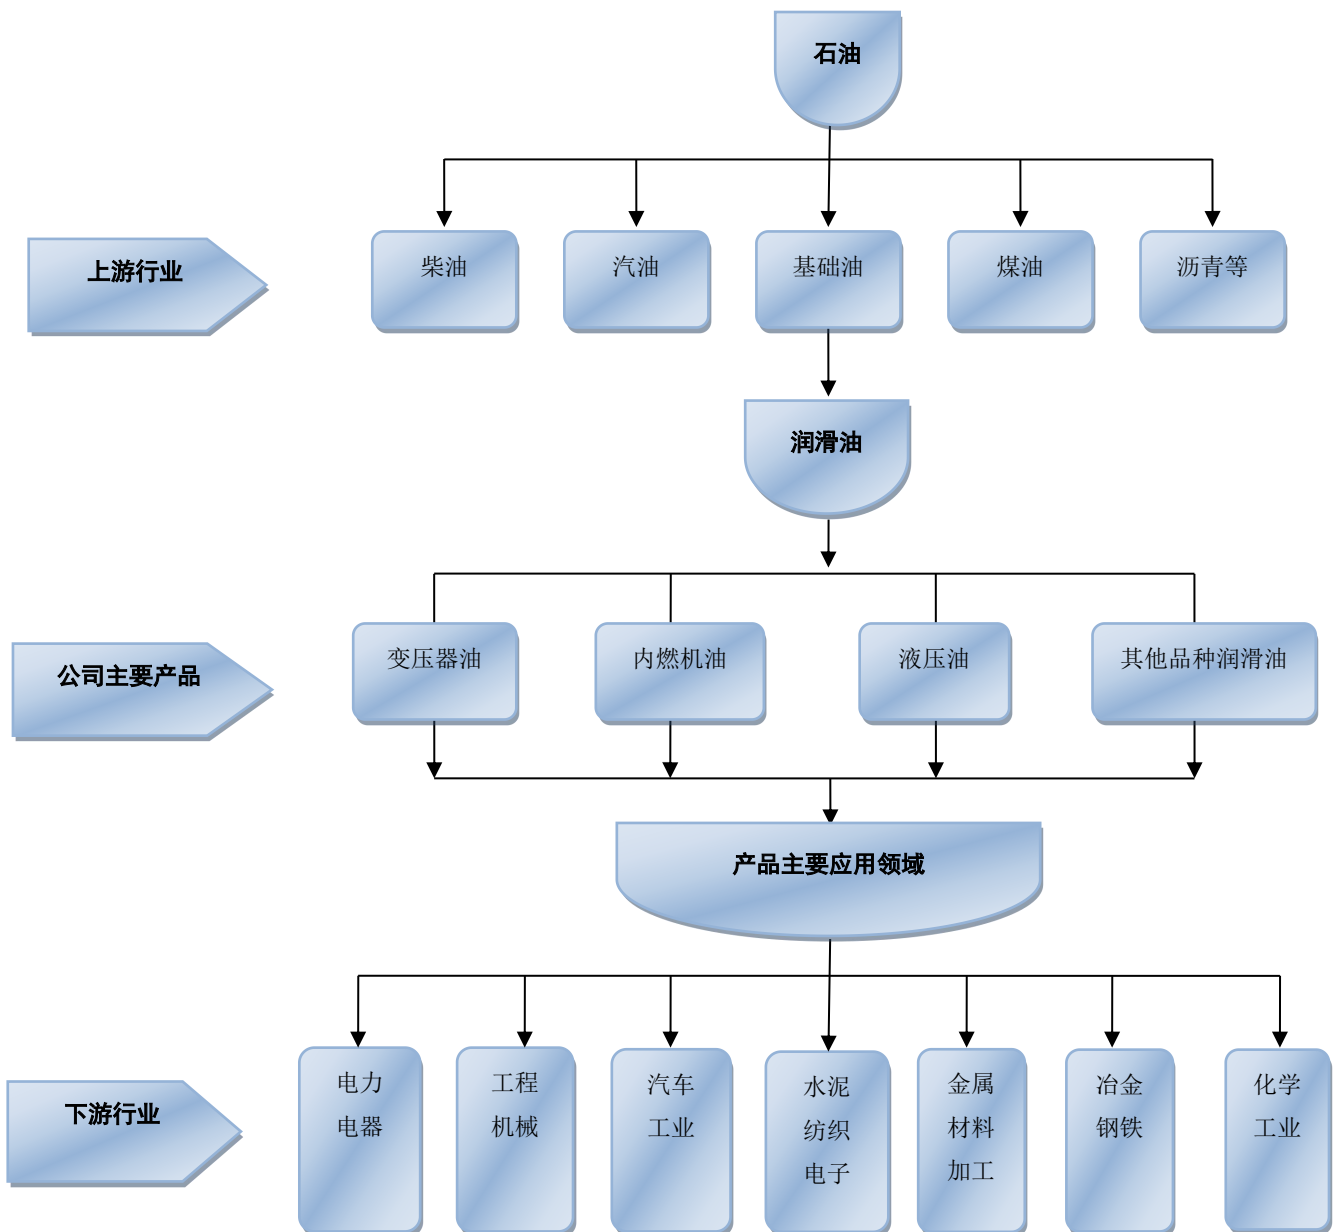 石油
上游行业
柴油
汽油
基础油
煤油
沥青等
润滑油
公司主要产品
变压器油
内燃机油
液压油
其他品种润滑油
产品主要应用领域
下游行业
电力
电器
工程
机械
汽车
工业
水泥
纺织
电子
金属
材料
加工
冶金
钢铁
化学
工业